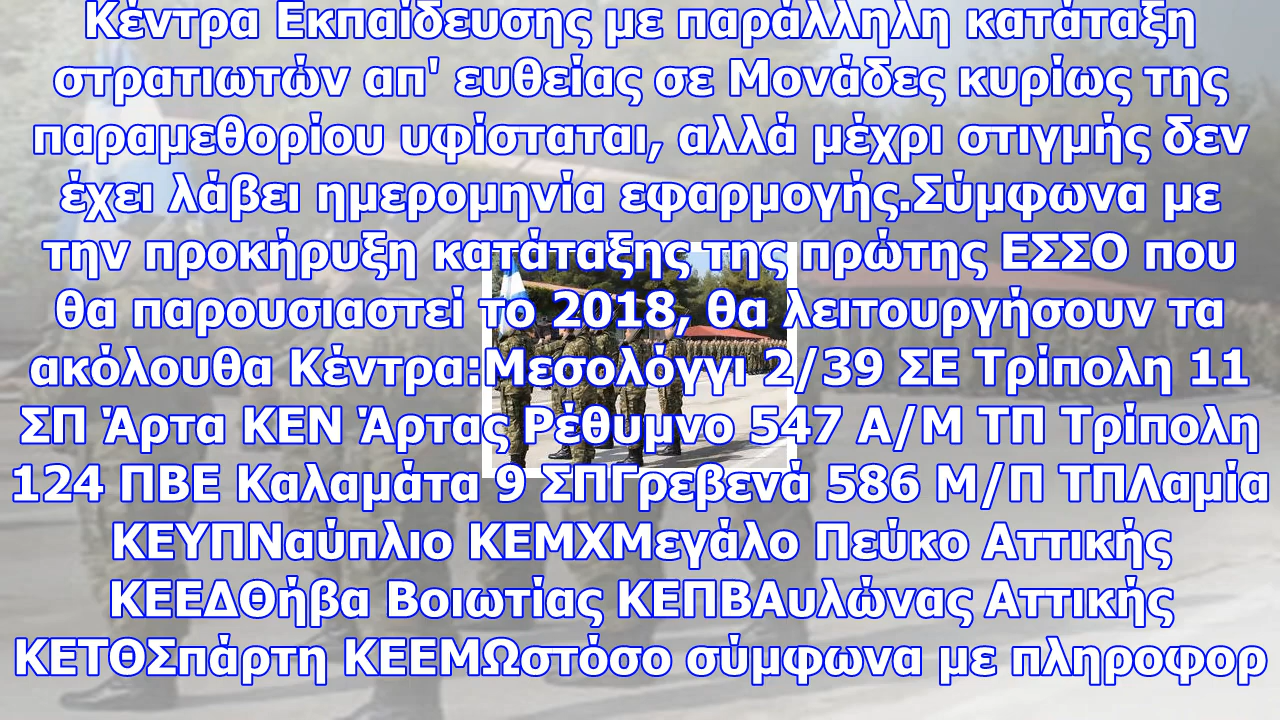 Κέντρα Εκπαίδευσης με παράλληλη κατάταξη
στρατιωτών απ' ευθείας σε Μονάδες κυρίως της
παραμεθορίου υφίσταται, αλλά μέχρι στιγμής δεν
έχει λάβει ημερομηνία εφαρμογής.Σύμφωνα με
την προκήρυξη κατάταξης της πρώτης ΕΣΣΟ που
θα παρουσιαστεί το 2018, θα λειτουργήσουν τα
ακόλουθα Κέντρα:Μεσολόγγι 2/39 ΣΕ Τρίπολη 11
ΣΠ Άρτα ΚΕΝ Άρτας Ρέθυμνο 547 Α/Μ ΤΠ Τρίπολη
124 ΠΒΕ Καλαμάτα 9 ΣΠΓρεβενά 586 Μ/Π ΤΠΛαμία
ΚΕΥΠΝαύπλιο ΚΕΜΧΜεγάλο Πεύκο Αττικής
ΚΕΕΔΘήβα Βοιωτίας ΚΕΠΒΑυλώνας Αττικής
ΚΕΤΘΣπάρτη ΚΕΕΜΩστόσο σύμφωνα με πληροφορ